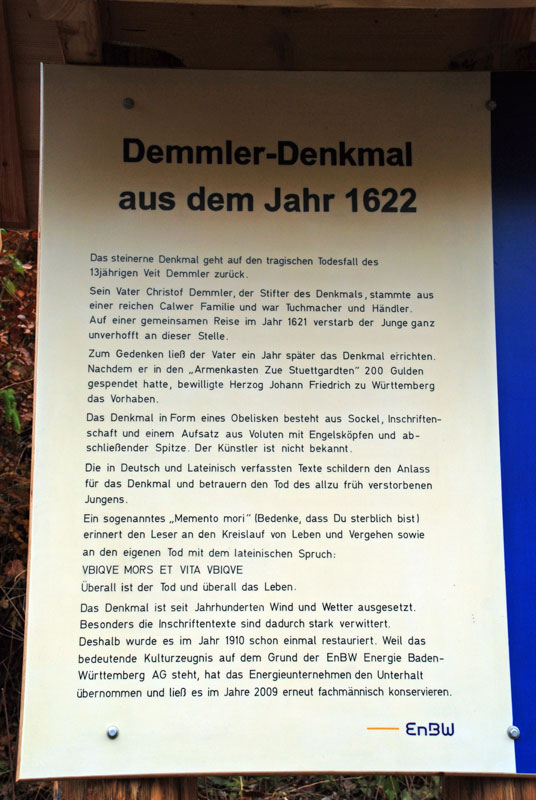 Demmler-Denkmal
aus dem Jahr 1622
Das steinerne Denkmal geht auf den tragischen Todesfall des
13jährigen Veit Demmler zurück.
Sein Vater Christof Demmler, der Stifter des Denkmals, stammte aus
einer reichen Calwer Familie und war Tuchmacher und Händler.
Auf einer gemeinsamen Reise im Jahr 1621 verstarb der Junge ganz
unverhofft an dieser Stelle.
Zum Gedenken ließ der Vater ein Jahr später das Denkmal errichten.
Nachdem er in den „Armenkasten Zue Stuettgardten" 200 Gulden
gespendet hatte, bewilligte Herzog Johann Friedrich zu Württemberg
das Vorhaben.
Das Denkmal in Form eines Obelisken besteht aus Sockel, Inschriften-
schaft und einem Aufsatz aus Voluten mit Engelsköpfen und ab-
schließender Spitze. Der Künstler ist nicht bekannt.
Die in Deutsch und Lateinisch verfassten Texte schildern den Anlass
für das Denkmal und betrauern den Tod des allzu früh verstorbenen
Jungens.
Ein sogenanntes „Memento mori" (Bedenke, dass Du sterblich bist)
erinnert den Leser an den Kreislauf von Leben und Vergehen sowie
an den eigenen Tod mit dem lateinischen Spruch:
VBIQVE MORS ET VITA VBIQVE
Überall ist der Tod und überall das Leben.
Das Denkmal ist seit Jahrhunderten Wind und Wetter ausgesetzt.
Besonders die Inschriftentexte sind dadurch stark verwittert.
Deshalb wurde es im Jahr 1910 schon einmal restauriert. Weil das
bedeutende Kulturzeugnis auf dem Grund der EnBW Energie Baden-
Württemberg AG steht, hat das Energieunternehmen den Unterhalt
übernommen und ließ es im Jahre 2009 erneut fachmännisch konservieren.
EnBW